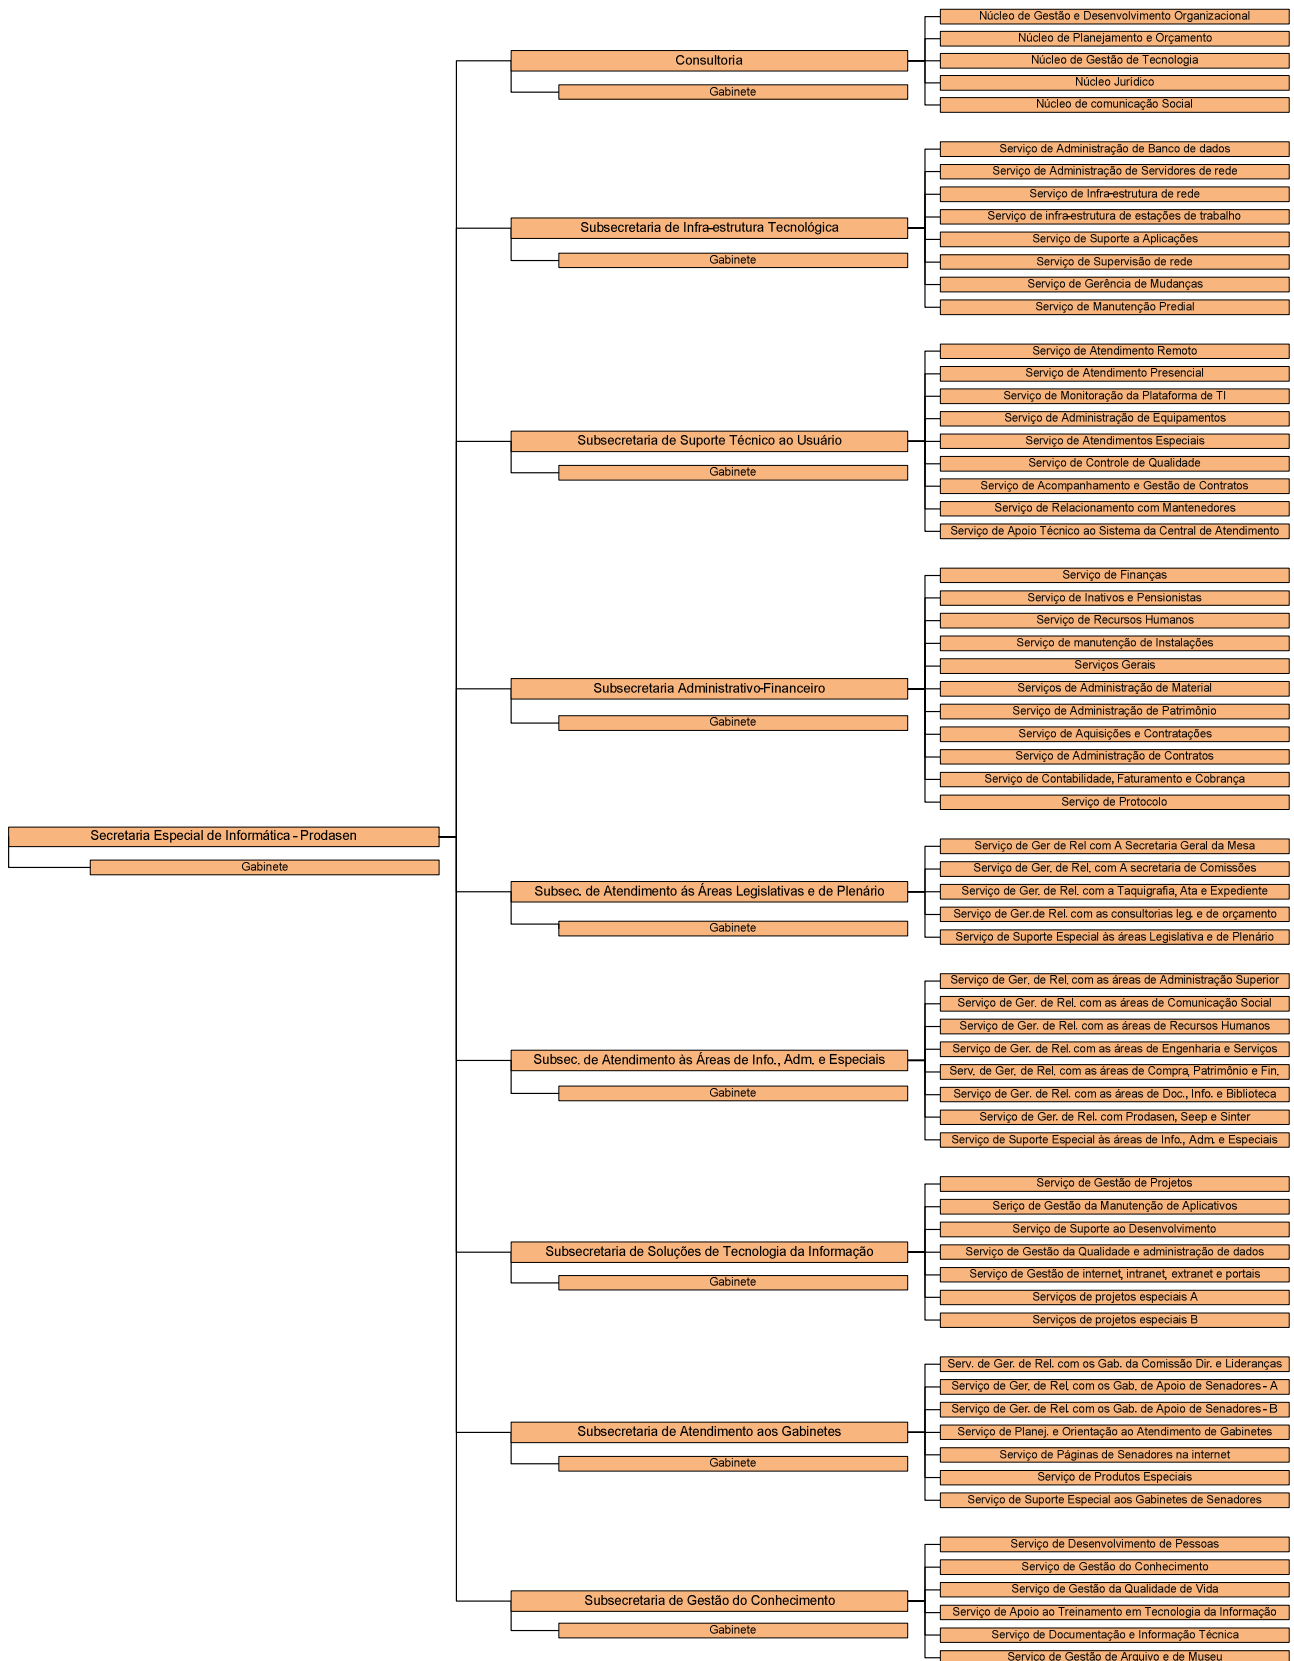 Secretaria Especial de Informática - Prodasen
Gabinete
Consultoria
Gabinete
Núcleo de Gestão e Desenvolvimento Organizacional
Núcleo de Planejamento e Orçamento
Núcleo de Gestão de Tecnologia
Núcleo Jurídico
Núcleo de comunicação Social
Subsecretaria de Infra-estrutura Tecnológica
Gabinete
Serviço de Administração de Banco de dados
Serviço de Administração de Servidores de rede
Serviço de Infra-estrutura de rede
Serviço de infra-estrutura de estações de trabalho
Serviço de Suporte a Aplicações
Serviço de Supervisão de rede
Serviço de Gerência de Mudanças
Serviço de Manutenção Predial
Subsecretaria de Suporte Técnico ao Usuário
Gabinete
Serviço de Atendimento Remoto
Serviço de Atendimento Presencial
Serviço de Monitoração da Plataforma de TI
Serviço de Administração de Equipamentos
Serviço de Atendimentos Especiais
Serviço de Controle de Qualidade
Serviço de Acompanhamento e Gestão de Contratos
Serviço de Relacionamento com Mantenedores
Serviço de Apoio Técnico ao Sistema da Central de Atendimento
Subsecretaria Administrativo-Financeiro
Gabinete
Serviço de Finanças
Serviço de Inativos e Pensionistas
Serviço de Recursos Humanos
Serviço de manutenção de Instalações
Serviços Gerais
Serviços de Administração de Material
Serviço de Administração de Patrimônio
Serviço de Aquisições e Contratações
Serviço de Administração de Contratos
Serviço de Contabilidade, Faturamento e Cobrança
Serviço de Protocolo
Subsec. de Atendimento ás Áreas Legislativas e de Plenário
Gabinete
Serviço de Ger de Rel com A Secretaria Geral da Mesa
Serviço de Ger. de Rel. com A secretaria de Comissões
Serviço de Ger. de Rel. com a Taquigrafia, Ata e Expediente
Serviço de Ger.de Rel. com as consultorias leg. e de orçamento
Serviço de Suporte Especial às áreas Legislativa e de Plenário
Subsec. de Atendimento às Áreas de Info., Adm. e Especiais
Gabinete
Serviço de Ger. de Rel. com as áreas de Administração Superior
Serviço de Ger. de Rel. com as áreas de Comunicação Social
Serviço de Ger. de Rel. com as áreas de Recursos Humanos
Serviço de Ger. de Rel. com as áreas de Engenharia e Serviços
Serv. de Ger. de Rel. com as áreas de Compra, Patrimônio e Fin.
Serviço de Ger. de Rel. com as áreas de Doc., Info. e Biblioteca
Serviço de Ger. de Rel. com Prodasen, Seep e Sinter
Serviço de Suporte Especial às áreas de Info., Adm. e Especiais
Subsecretaria de Soluções de Tecnologia da Informação
Gabinete
Serviço de Gestão de Projetos
Seriço de Gestão da Manutenção de Aplicativos
Serviço de Suporte ao Desenvolvimento
Serviço de Gestão da Qualidade e administração de dados
Serviço de Gestão de internet, intranet, extranet e portais
Serviços de projetos especiais A
Serviços de projetos especiais B
Subsecretaria de Atendimento aos Gabinetes
Gabinete
Serv. de Ger. de Rel. com os Gab. da Comissão Dir. e Lideranças
Serviço de Ger. de Rel. com os Gab. de Apoio de Senadores - A
Serviço de Ger. de Rel. com os Gab. de Apoio de Senadores - B
Serviço de Planej. e Orientação ao Atendimento de Gabinetes
Serviço de Páginas de Senadores na internet
Serviço de Produtos Especiais
Serviço de Suporte Especial aos Gabinetes de Senadores
Subsecretaria de Gestão do Conhecimento
Gabinete
Serviço de Desenvolvimento de Pessoas
Serviço de Gestão do Conhecimento
Serviço de Gestão da Qualidade de Vida
Serviço de Apoio ao Treinamento em Tecnologia da Informação
Serviço de Documentação e Informação Técnica
Serviço de Gestão de Arquivo e de Museu